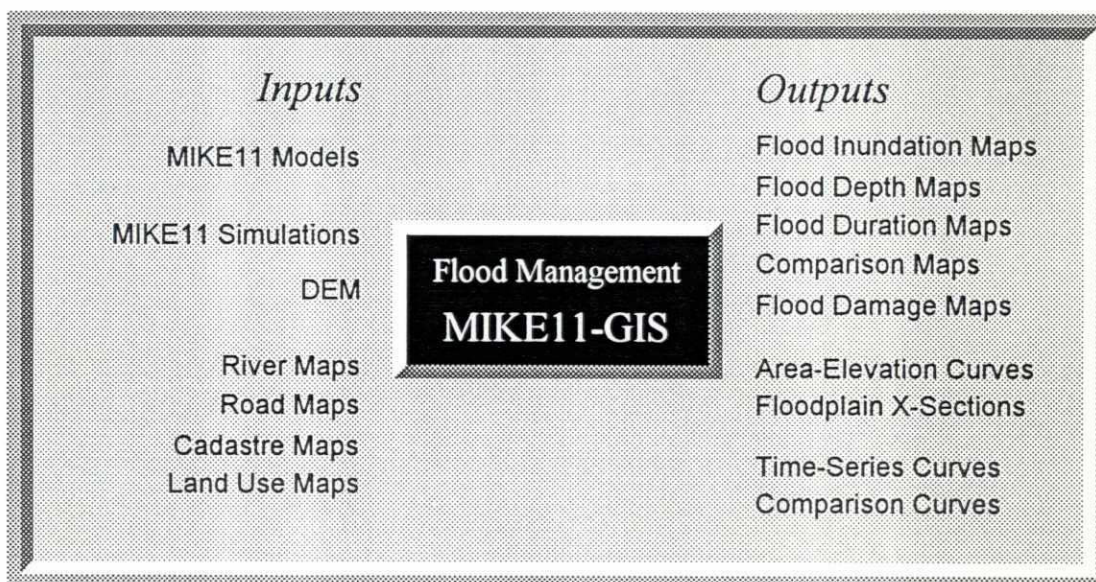 Inputs
MIKE11 Models
MIKE11 Simulations
DEM
River Maps
Road Maps
Cadastre Maps
Land Use Maps
Flood Management
MIKE11-GIS
Outputs
Flood Inundation Maps
Flood Depth Maps
Flood Duration Maps
Comparison Maps
Flood Damage Maps
Area-Elevation Curves
Floodplain X-Sections
Time-Series Curves
Comparison Curves